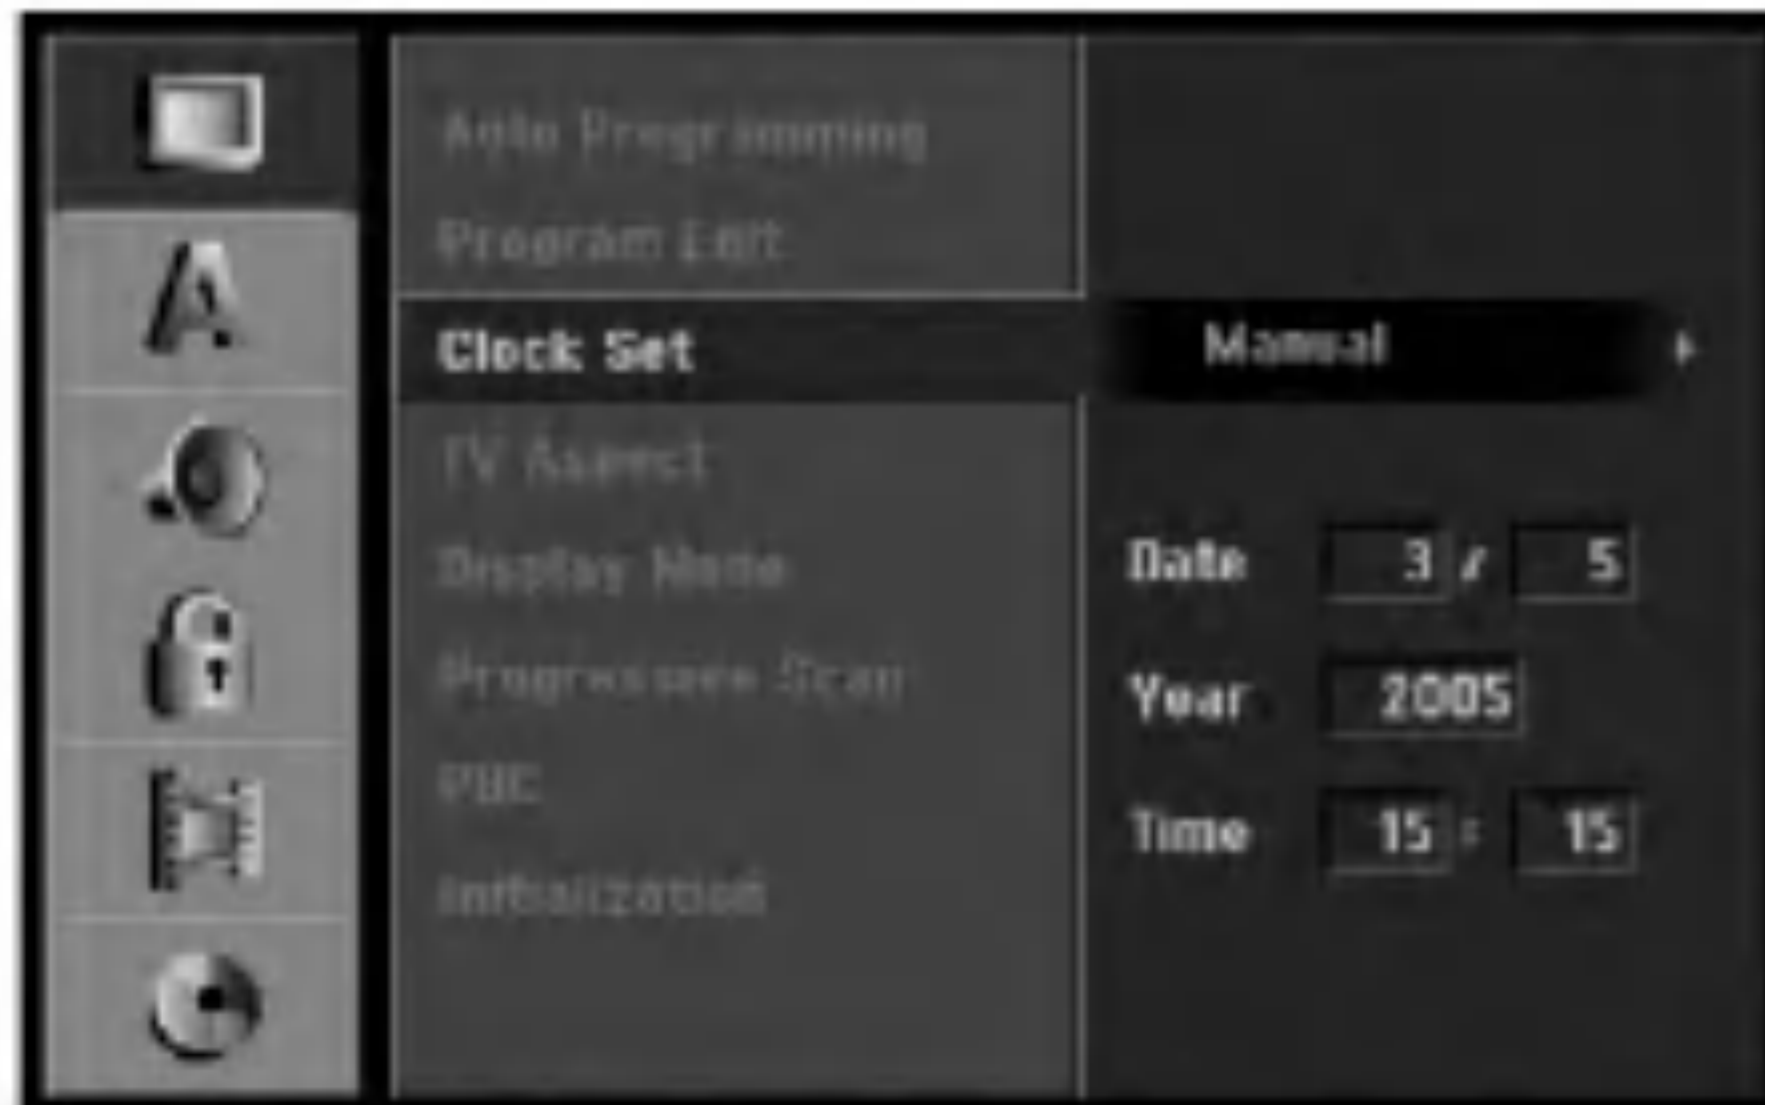 Auto Programming
Program Edit
Clock Set
Manual
TV Aspect
Display Mode
Progressive Scan
PBC
Initialization
Date 3 / 5
Year 2005
Time 15 : 15